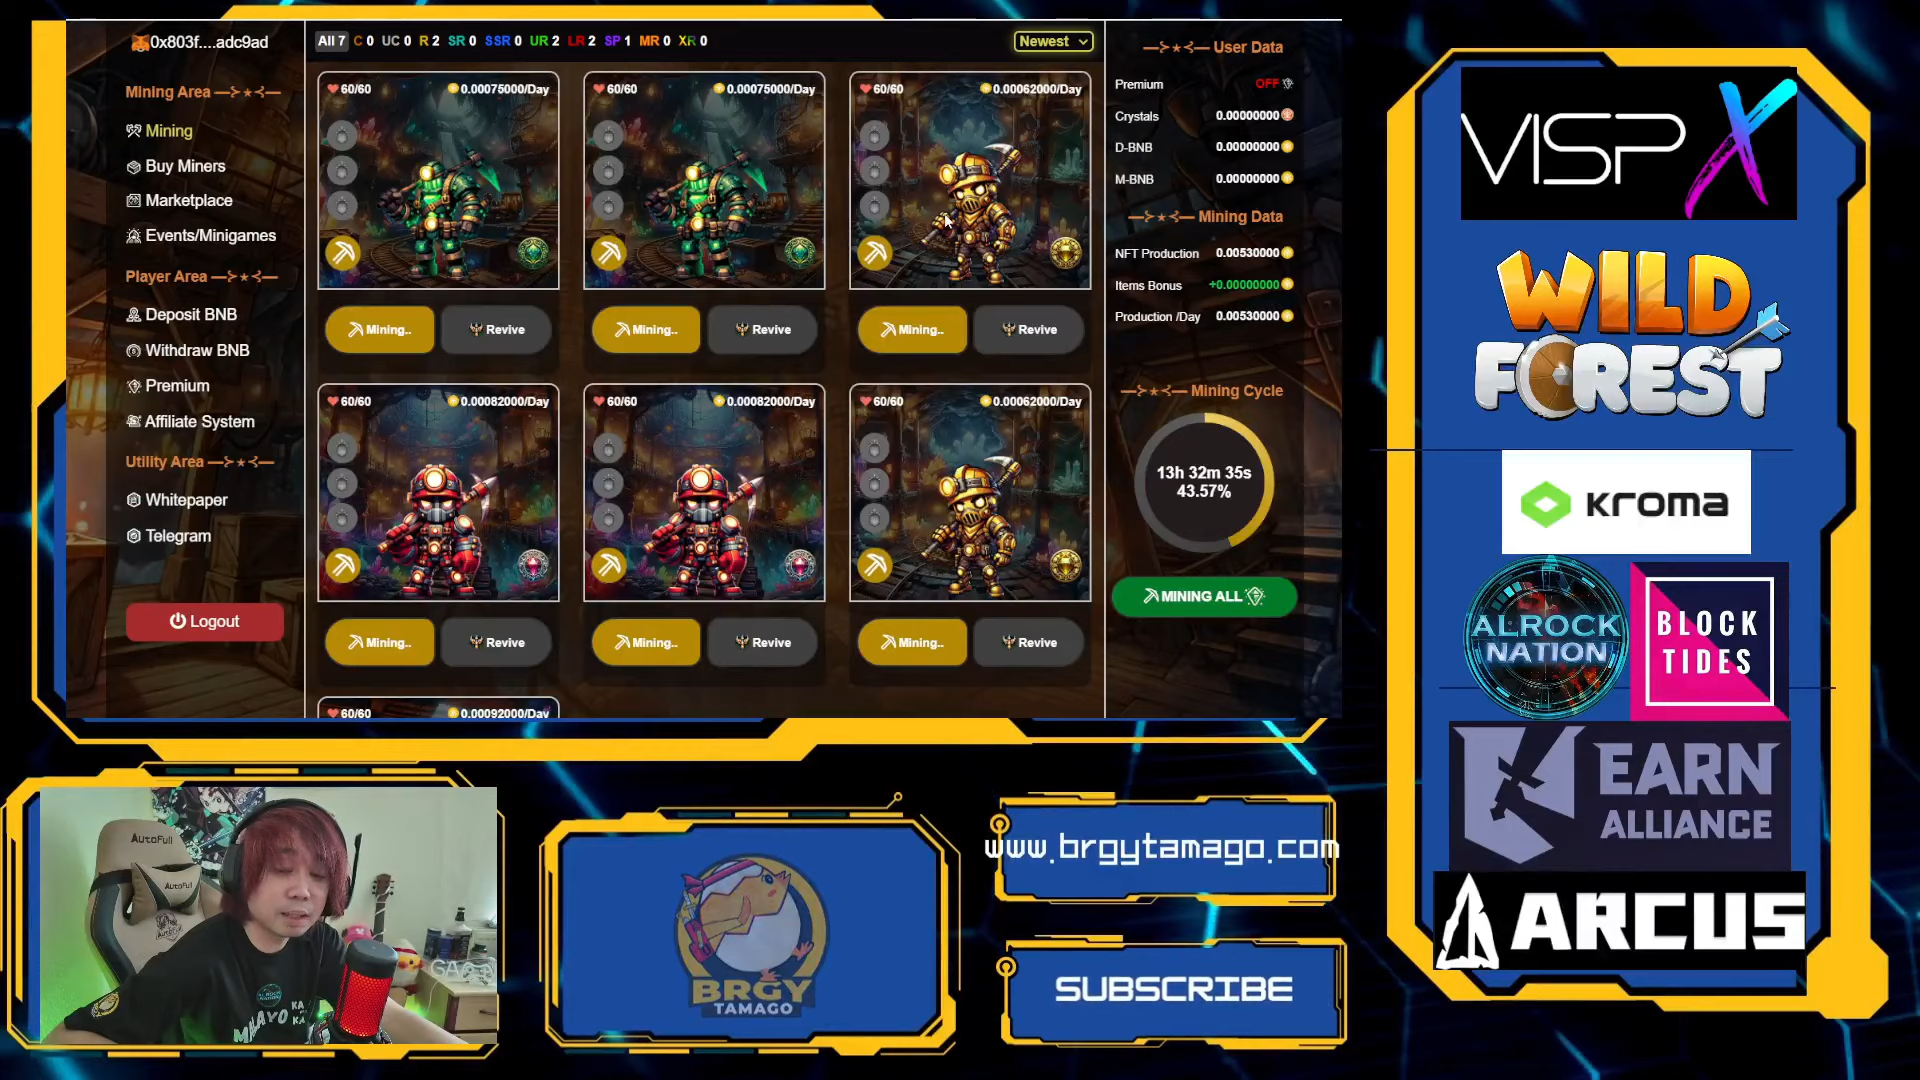 0x803f....adc9ad
Mining Area
Mining
Buy Miners
Marketplace
Events/Minigames
Player Area
Deposit BNB
Withdraw BNB
Premium
Affiliate System
Utility Area
Whitepaper
Telegram
Logout
All 7 C 0 UC 0 R 2 SR 0 SSR 0 UR 2 LR 2 SP 1 MR 0 XR 0
Newest
60/60 0.00075000/Day
60/60 0.00075000/Day
60/60 0.00062000/Day
Mining.. Revive
Mining.. Revive
Mining.. Revive
60/60 0.00082000/Day
60/60 0.00082000/Day
60/60 0.00062000/Day
Mining.. Revive
Mining.. Revive
Mining.. Revive
60/60 0.00092000/Day
User Data
Premium OFF
Crystals 0.00000000
D-BNB 0.00000000
M-BNB 0.00000000
Mining Data
NFT Production 0.00530000
Items Bonus +0.00000000
Production /Day 0.00530000
Mining Cycle
13h 32m 35s
43.57%
MINING ALL
VISPX
WILD
FOREST
KROMA
ALROCK
NATION
BLOCK
TIDES
EARN
ALLIANCE
ARCUS
AutoFull
AutoFull
BRGY
TAMAGO
www.brgytamago.com
SUBSCRIBE